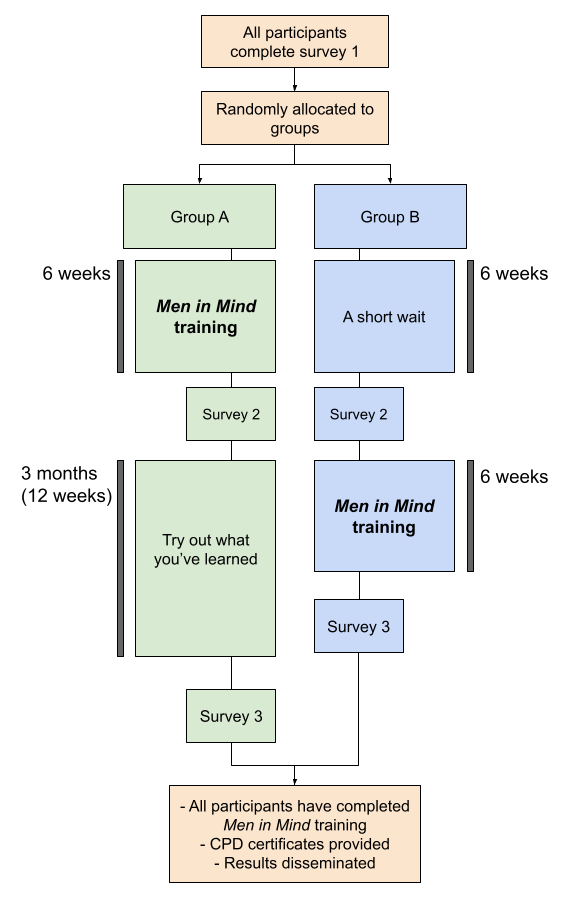 All participants
complete survey 1
Randomly allocated to
groups
Group A
Group B
6 weeks
Men in Mind
training
A short wait
6 weeks
Survey 2
Survey 2
3 months
(12 weeks)
Try out what
you’ve learned
Men in Mind
training
6 weeks
Survey 3
Survey 3
- All participants have completed
Men in Mind training
- CPD certificates provided
- Results disseminated